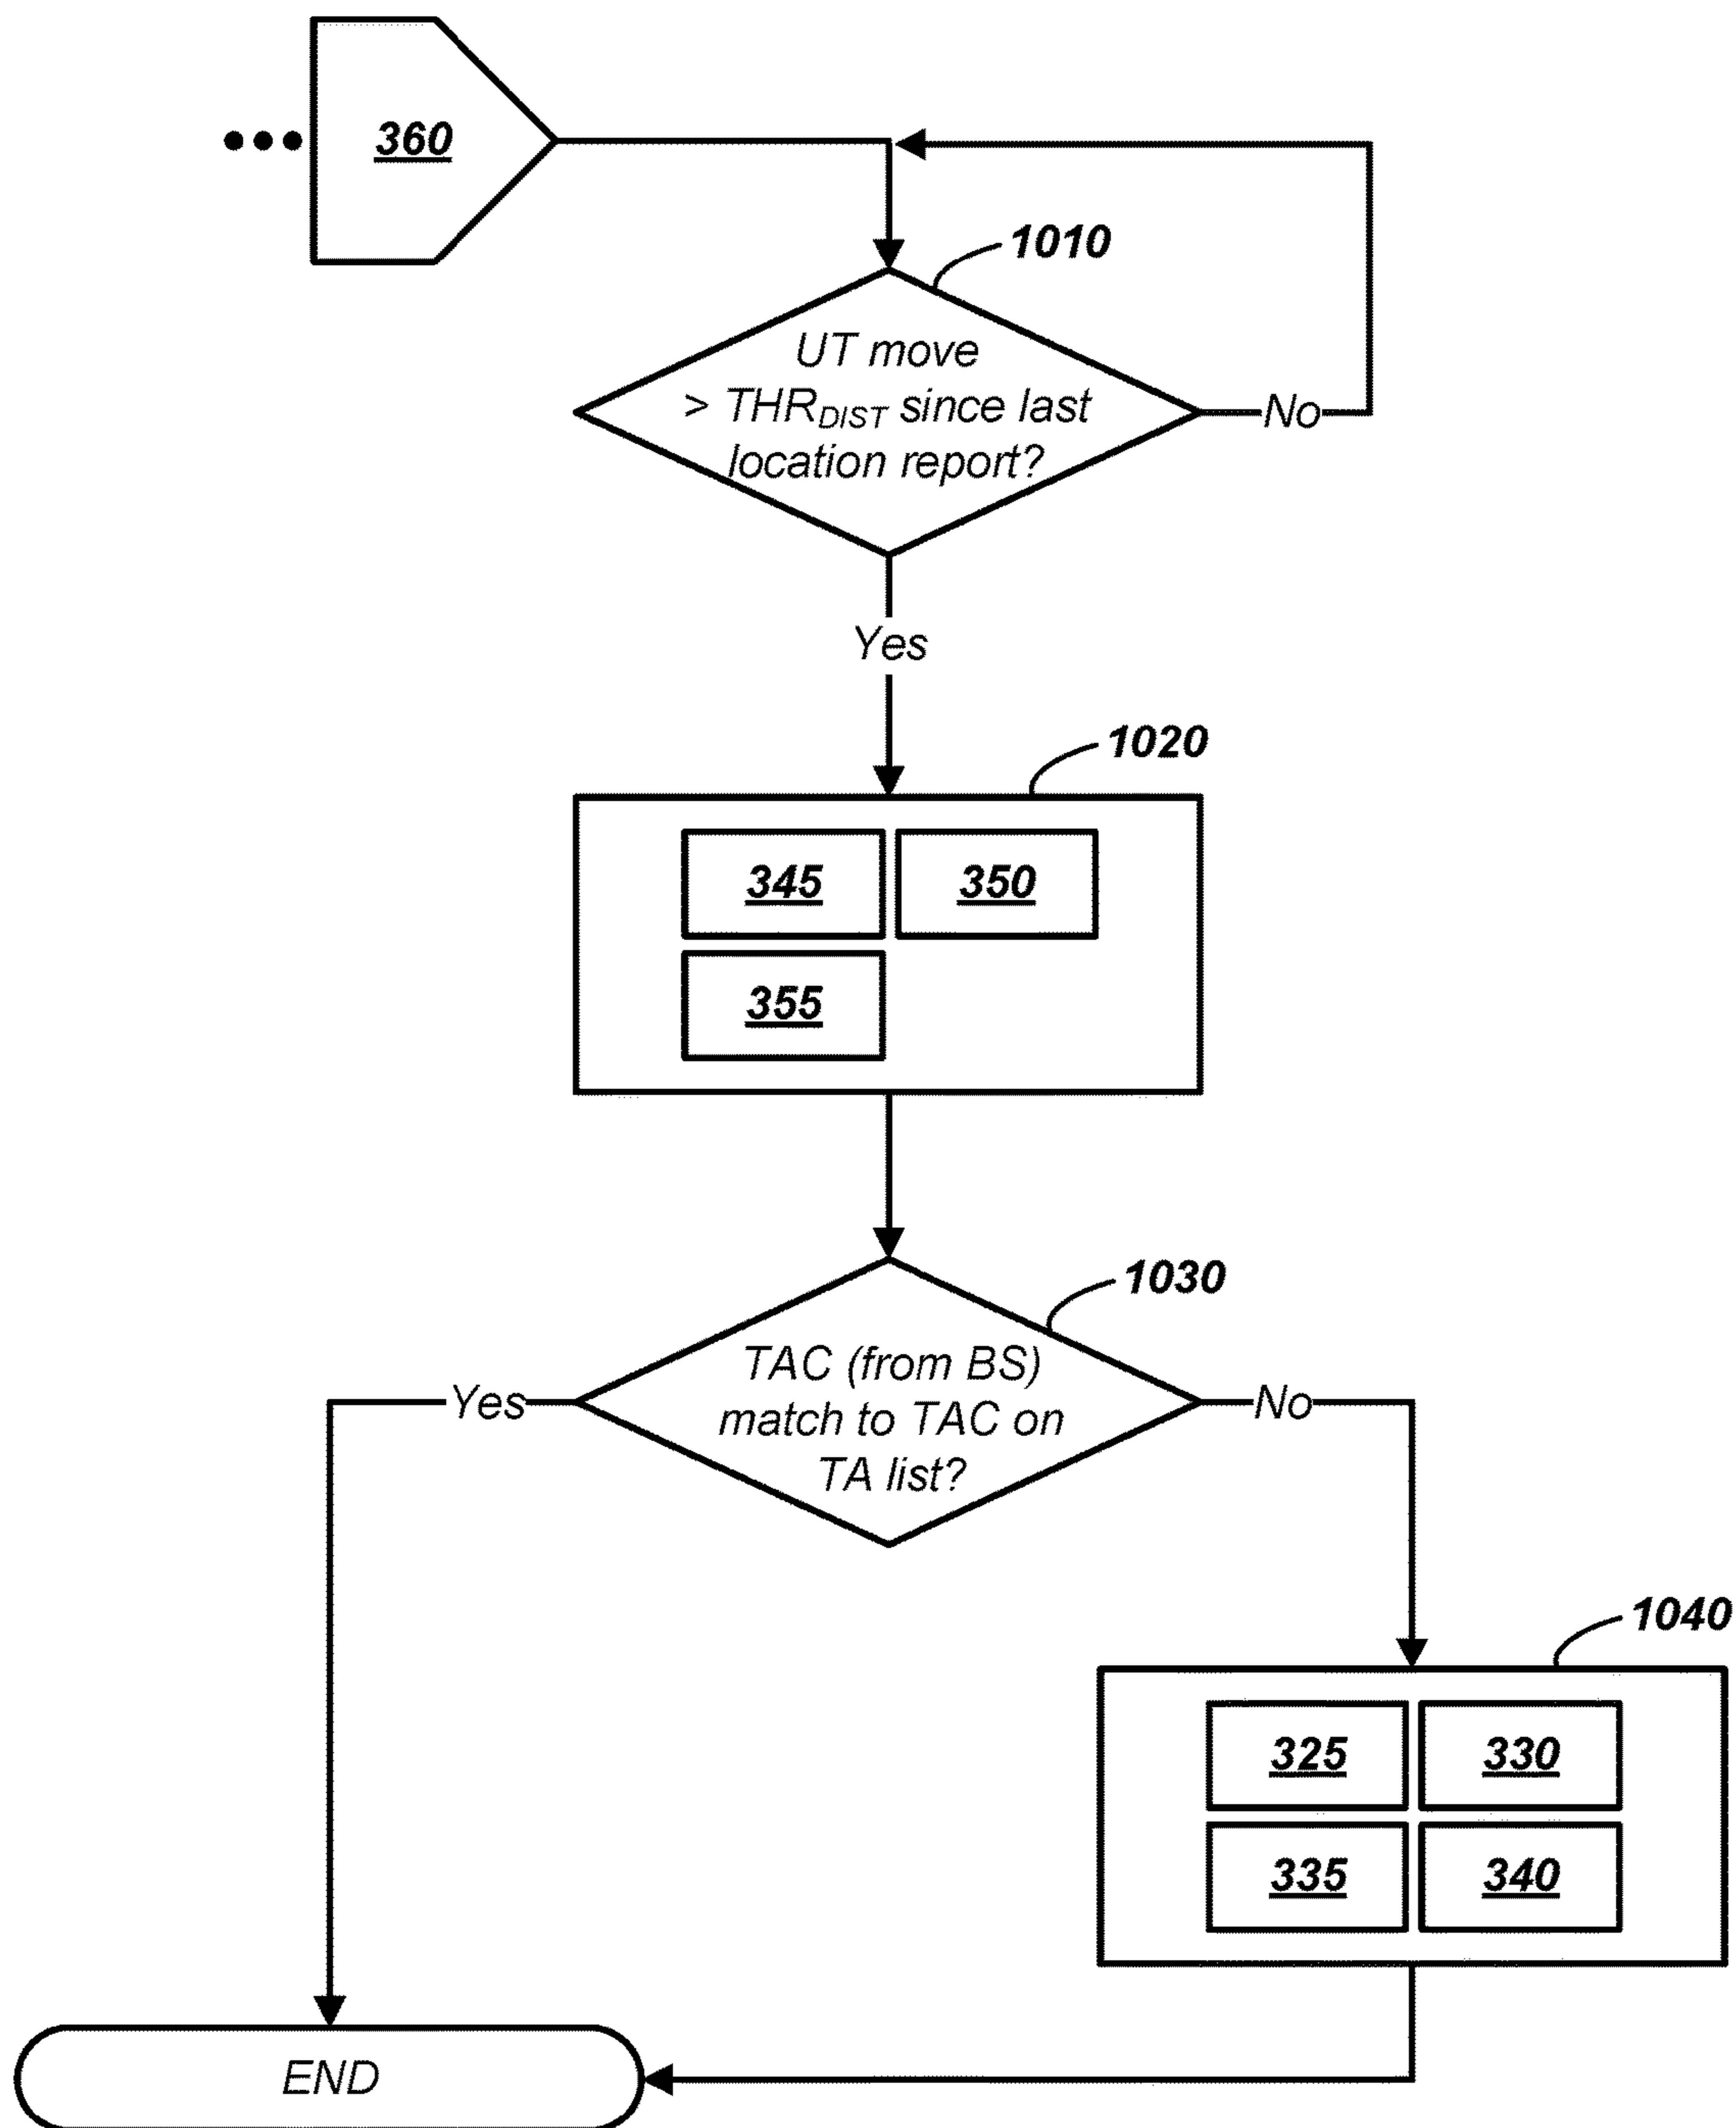 360
1010
UT move
> THR_DIST since last
location report?
No
Yes
1020
345 350
355
1030
TAC (from BS)
match to TAC on
TA list?
Yes
No
1040
325 330
335 340
END